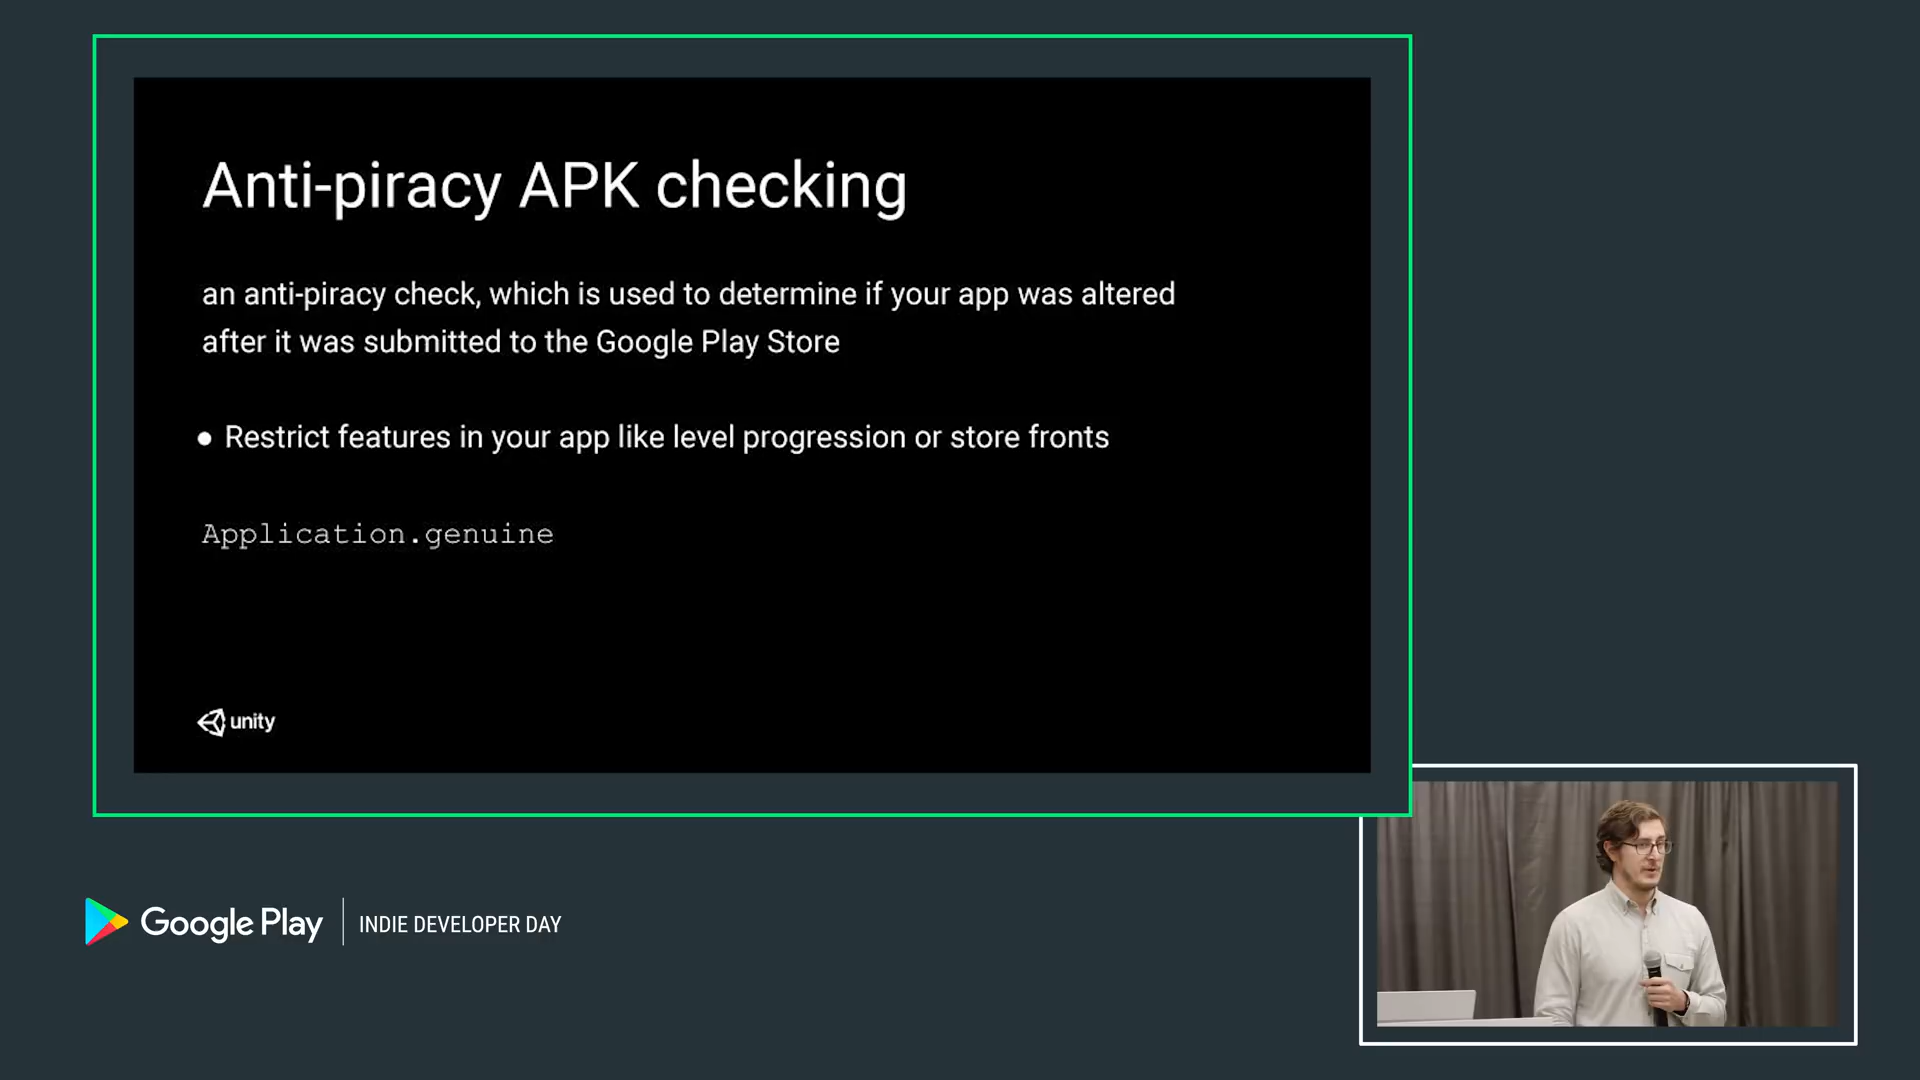 Anti-piracy APK checking
an anti-piracy check, which is used to determine if your app was altered
after it was submitted to the Google Play Store
● Restrict features in your app like level progression or store fronts
Application.genuine
unity
Google Play | INDIE DEVELOPER DAY